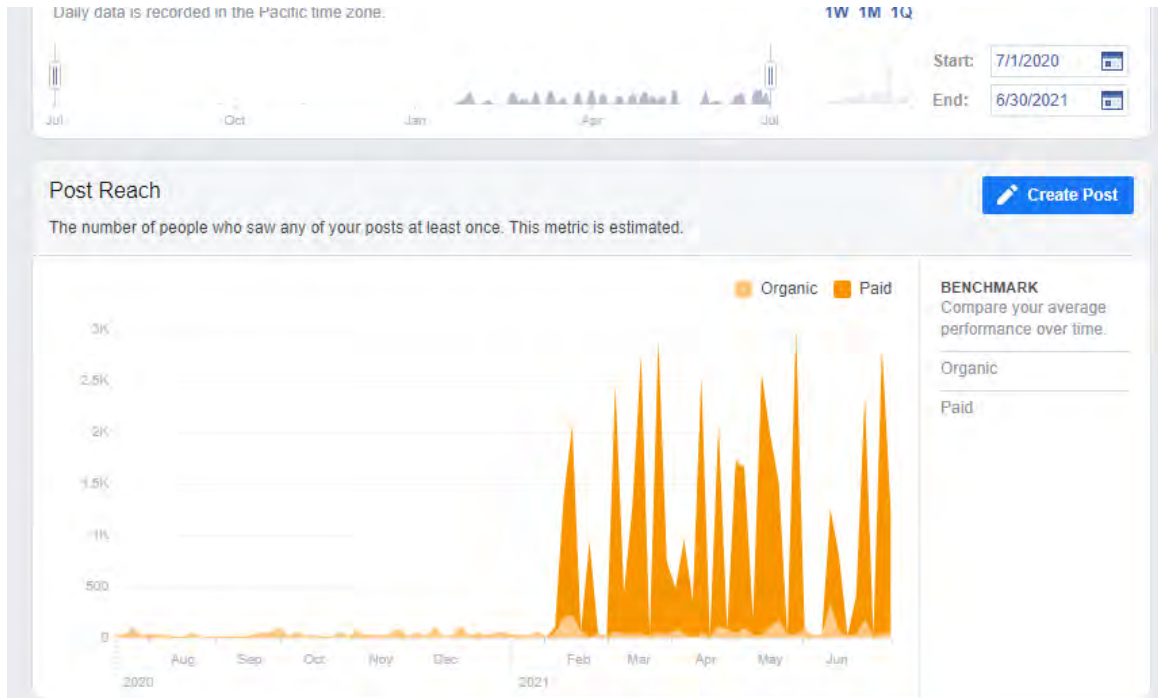 Daily data is recorded in the Pacific time zone.
1W 1M 1Q
Start: 7/1/2020
End: 6/30/2021
Jul Oct Jan Apr Jul
Post Reach
Create Post
The number of people who saw any of your posts at least once. This metric is estimated.
Organic Paid
BENCHMARK
Compare your average
performance over time.
Organic
Paid
3K
2.5K
2K
1.5K
1K
500
0
Aug Sep Oct Nov Dec Feb Mar Apr May Jun
2020 2021